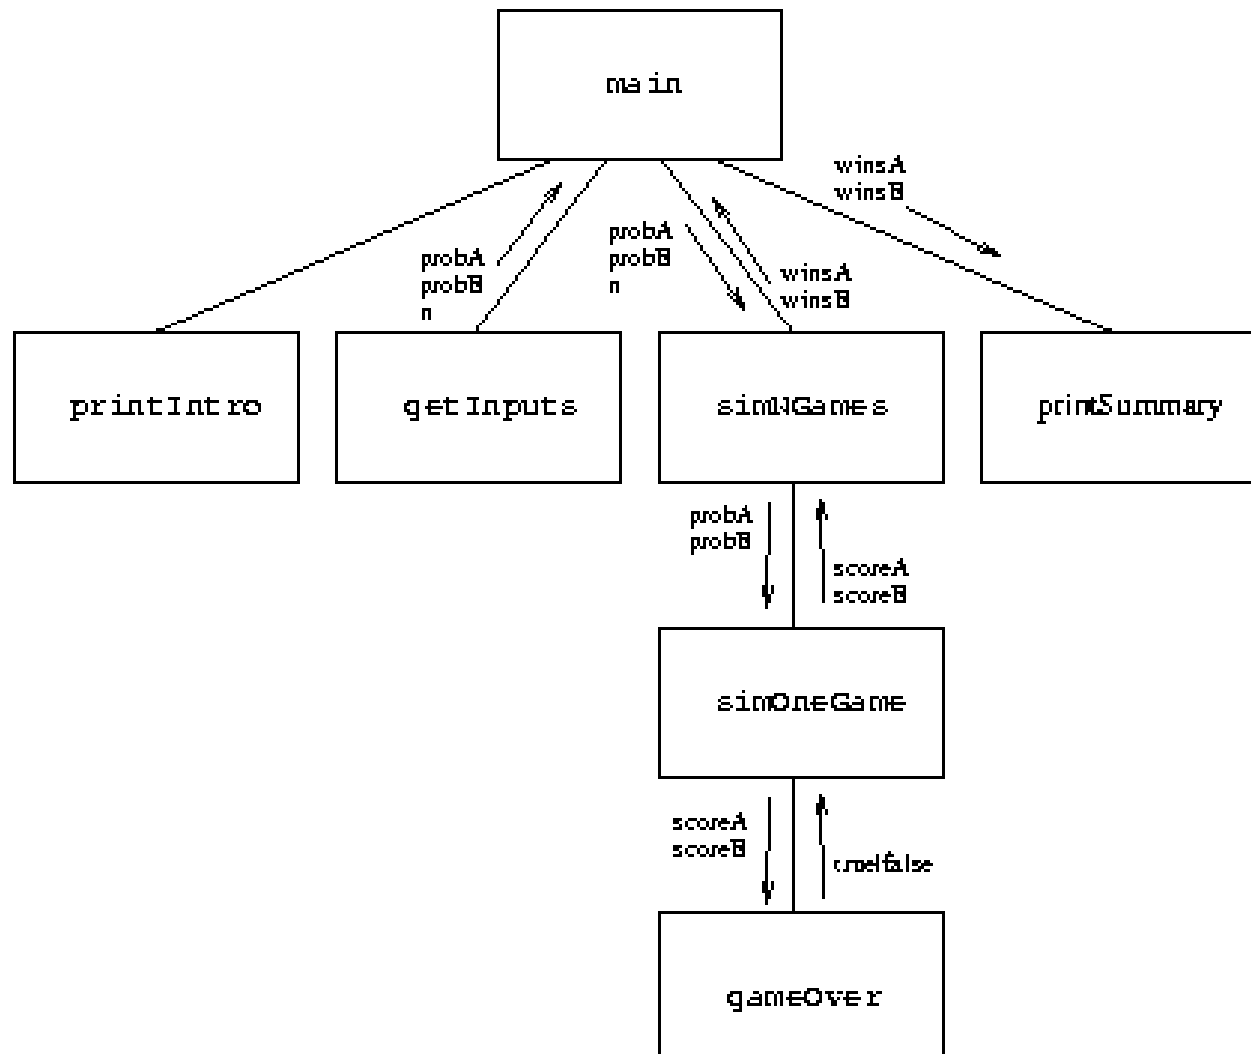 main
winsA
winsB
probA
probB
n
probA
probB
n
winsA
winsB
printIntro
getInputs
simNGames
printSummary
probA
probB
scoreA
scoreB
simOneGame
scoreA
scoreB
true|false
gameOver